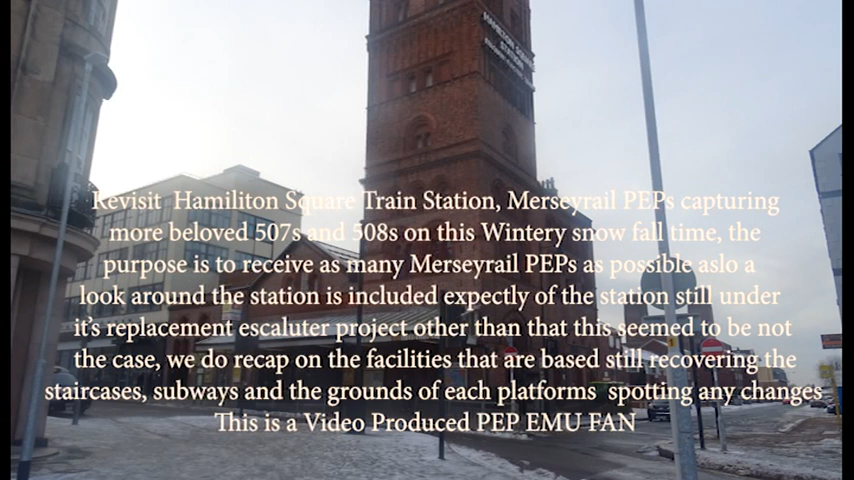 HAMILTON SQUARE
STATION
Revisit Hamiliton Square Train Station, Merseyrail PEPs capturing
more beloved 507s and 508s on this Wintery snow fall time, the
purpose is to receive as many Merseyrail PEPs as possible aslo a
look around the station is included expectly of the station still under
it's replacement escaluter project other than that this seemed to be not
the case, we do recap on the facilities that are based still recovering the
staircases, subways and the grounds of each platforms spotting any changes
This is a Video Produced PEP EMU FAN